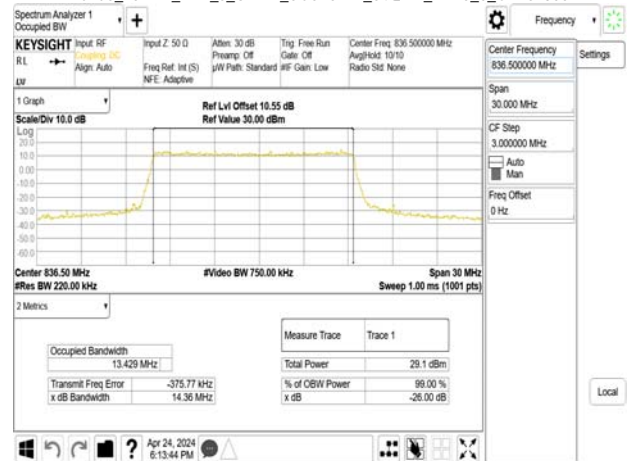 Spectrum Analyzer 1
Occupied BW
Frequency
KEYSIGHT
Input: RF
Input Z: 50 Ω
Atten: 30 dB
Trig: Free Run
Center Freq: 836.500000 MHz
RL
Coupling: DC
Preamp: Off
Gate: Off
Avg|Hold: 10/10
Align: Auto
Freq Ref: Int (S)
µW Path: Standard
#IF Gain: Low
Radio Std: None
LV
NFE: Adaptive
1 Graph
Ref Lvl Offset 10.55 dB
Scale/Div 10.0 dB
Ref Value 30.00 dBm
Log
20.0
10.0
0.00
-10.0
-20.0
-30.0
-40.0
-50.0
-60.0
Center 836.50 MHz
#Video BW 750.00 kHz
Span 30 MHz
#Res BW 220.00 kHz
Sweep 1.00 ms (1001 pts)
2 Metrics
Measure Trace
Trace 1
Occupied Bandwidth
13.429 MHz
Total Power
29.1 dBm
Transmit Freq Error
-375.77 kHz
% of OBW Power
99.00 %
x dB Bandwidth
14.36 MHz
x dB
-26.00 dB
Center Frequency
836.500000 MHz
Settings
Span
30.000 MHz
CF Step
3.000000 MHz
Auto
Man
Freq Offset
0 Hz
Local
?
Apr 24, 2024
6:13:44 PM